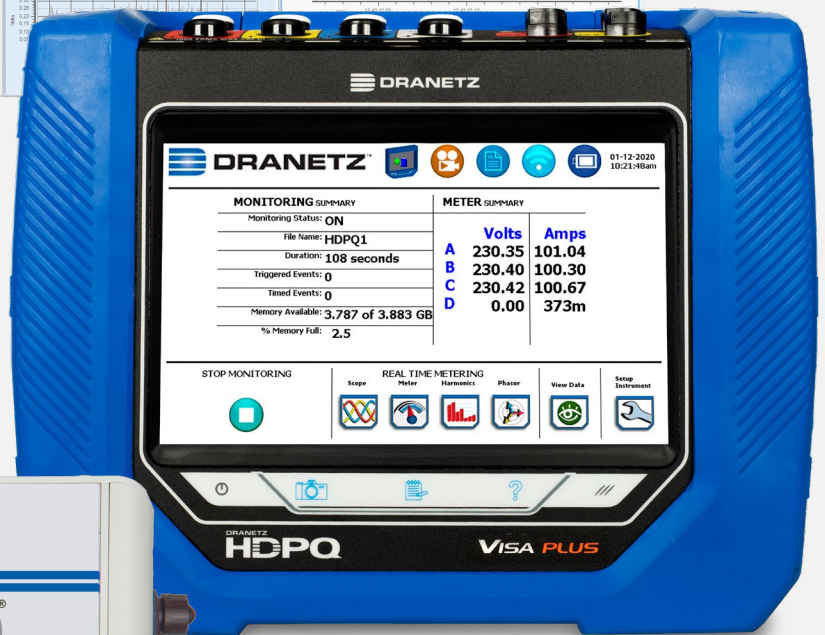 DRANETZ
DRANETZ™
01-12-2020
10:21:48am
MONITORING SUMMARY
Monitoring Status: ON
File Name: HDPQ1
Duration: 108 seconds
Triggered Events: 0
Timed Events: 0
Memory Available: 3.787 of 3.883 GB
% Memory Full: 2.5
METER SUMMARY
Volts Amps
A 230.35 101.04
B 230.40 100.30
C 230.42 100.67
D 0.00 373m
STOP MONITORING
REAL TIME METERING
Scope Meter Harmonics Phasor
View Data
Setup
Instrument
DRANETZ
HDPQ
VISA PLUS
®